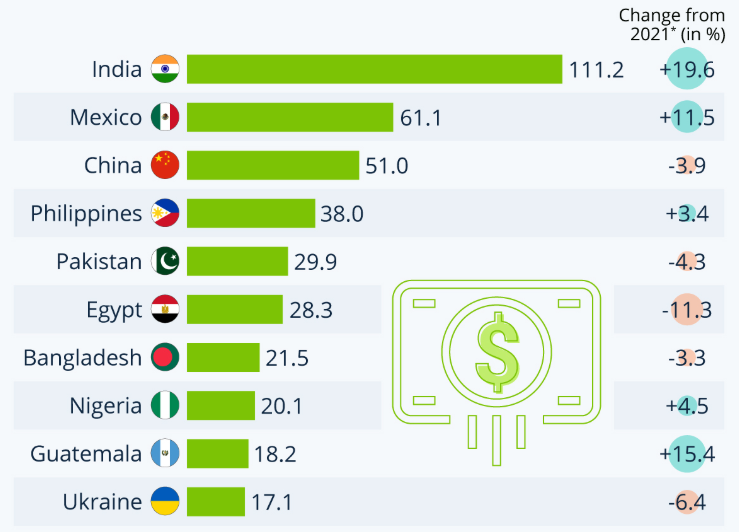 Change from
2021* (in %)
India 111.2 +19.6
Mexico 61.1 +11.5
China 51.0 -3.9
Philippines 38.0 +3.4
Pakistan 29.9 -4.3
Egypt 28.3 -11.3
Bangladesh 21.5 -3.3
Nigeria 20.1 +4.5
Guatemala 18.2 +15.4
Ukraine 17.1 -6.4
$